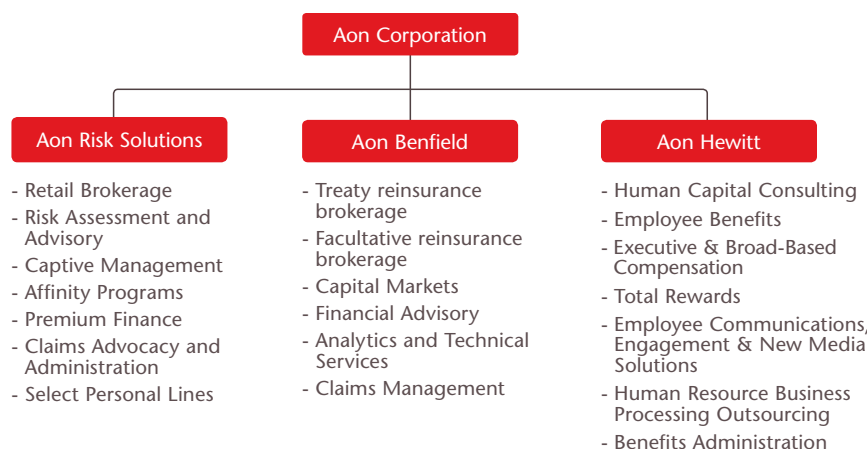 Aon Corporation
Aon Risk Solutions
- Retail Brokerage
- Risk Assessment and
Advisory
- Captive Management
- Affinity Programs
- Premium Finance
- Claims Advocacy and
Administration
- Select Personal Lines
Aon Benfield
- Treaty reinsurance
brokerage
- Facultative reinsurance
brokerage
- Capital Markets
- Financial Advisory
- Analytics and Technical
Services
- Claims Management
Aon Hewitt
- Human Capital Consulting
- Employee Benefits
- Executive & Broad-Based
Compensation
- Total Rewards
- Employee Communications,
Engagement & New Media
Solutions
- Human Resource Business
Processing Outsourcing
- Benefits Administration